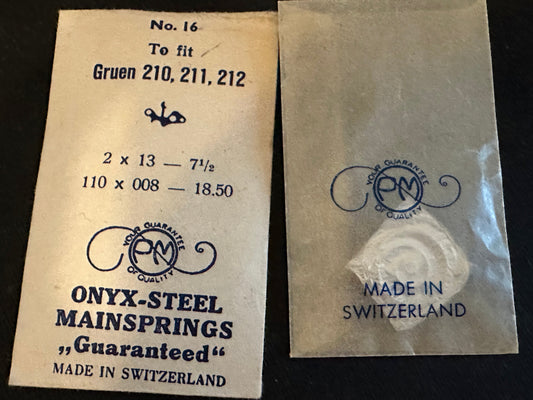 No. 16
To fit
Gruen 210, 211, 212
2 x 13 — 7½
110 x 008 — 18.50
YOUR GUARANTEE
PM
OF QUALITY
ONYX-STEEL
MAINSPRINGS
„Guaranteed“
MADE IN SWITZERLAND
YOUR GUARANTEE
PM
OF QUALITY
MADE IN
SWITZERLAND